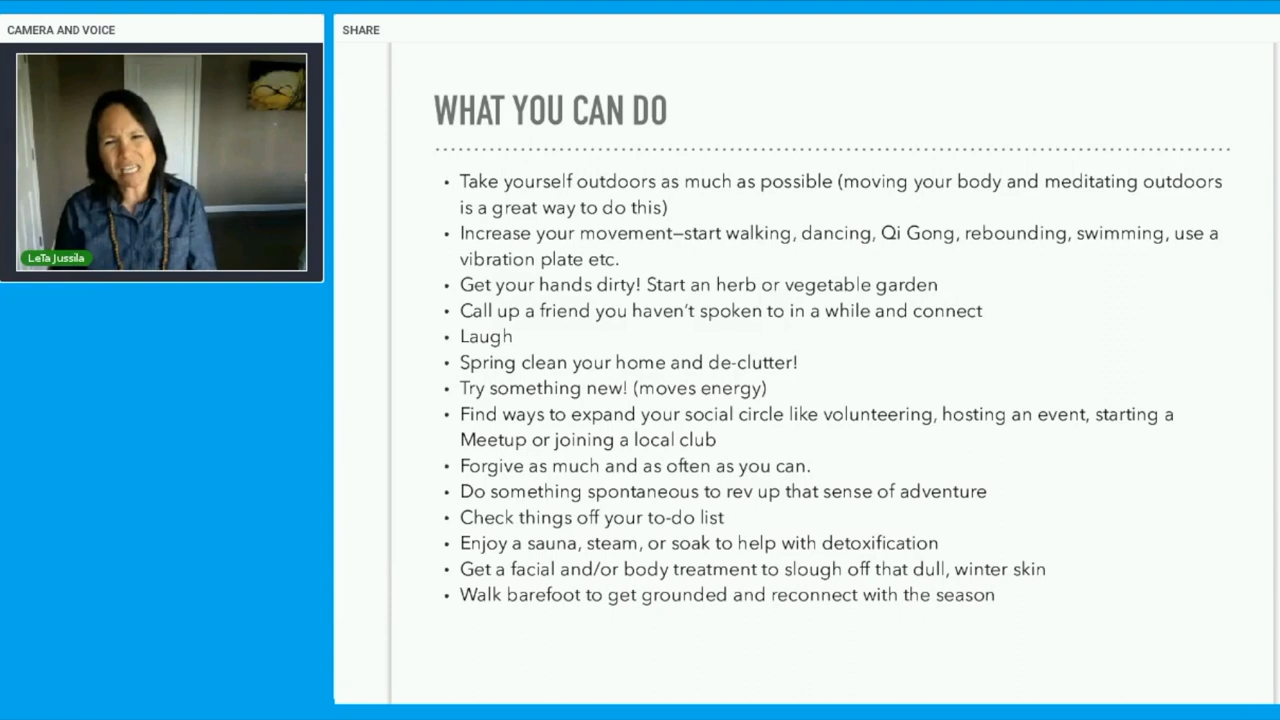 CAMERA AND VOICE
LeTa Jussila
SHARE
WHAT YOU CAN DO
• Take yourself outdoors as much as possible (moving your body and meditating outdoors
is a great way to do this)
• Increase your movement—start walking, dancing, Qi Gong, rebounding, swimming, use a
vibration plate etc.
• Get your hands dirty! Start an herb or vegetable garden
• Call up a friend you haven’t spoken to in a while and connect
• Laugh
• Spring clean your home and de-clutter!
• Try something new! (moves energy)
• Find ways to expand your social circle like volunteering, hosting an event, starting a
Meetup or joining a local club
• Forgive as much and as often as you can.
• Do something spontaneous to rev up that sense of adventure
• Check things off your to-do list
• Enjoy a sauna, steam, or soak to help with detoxification
• Get a facial and/or body treatment to slough off that dull, winter skin
• Walk barefoot to get grounded and reconnect with the season